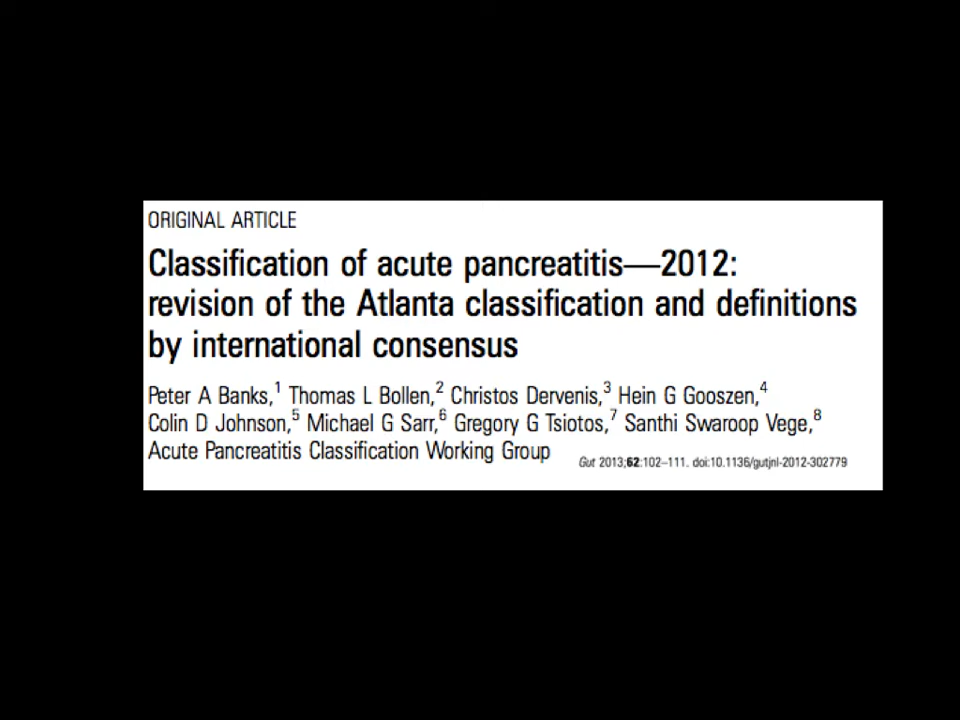 ORIGINAL ARTICLE
Classification of acute pancreatitis—2012:
revision of the Atlanta classification and definitions
by international consensus
Peter A Banks,1 Thomas L Bollen,2 Christos Dervenis,3 Hein G Gooszen,4
Colin D Johnson,5 Michael G Sarr,6 Gregory G Tsiotos,7 Santhi Swaroop Vege,8
Acute Pancreatitis Classification Working Group
Gut 2013;62:102–111. doi:10.1136/gutjnl-2012-302779